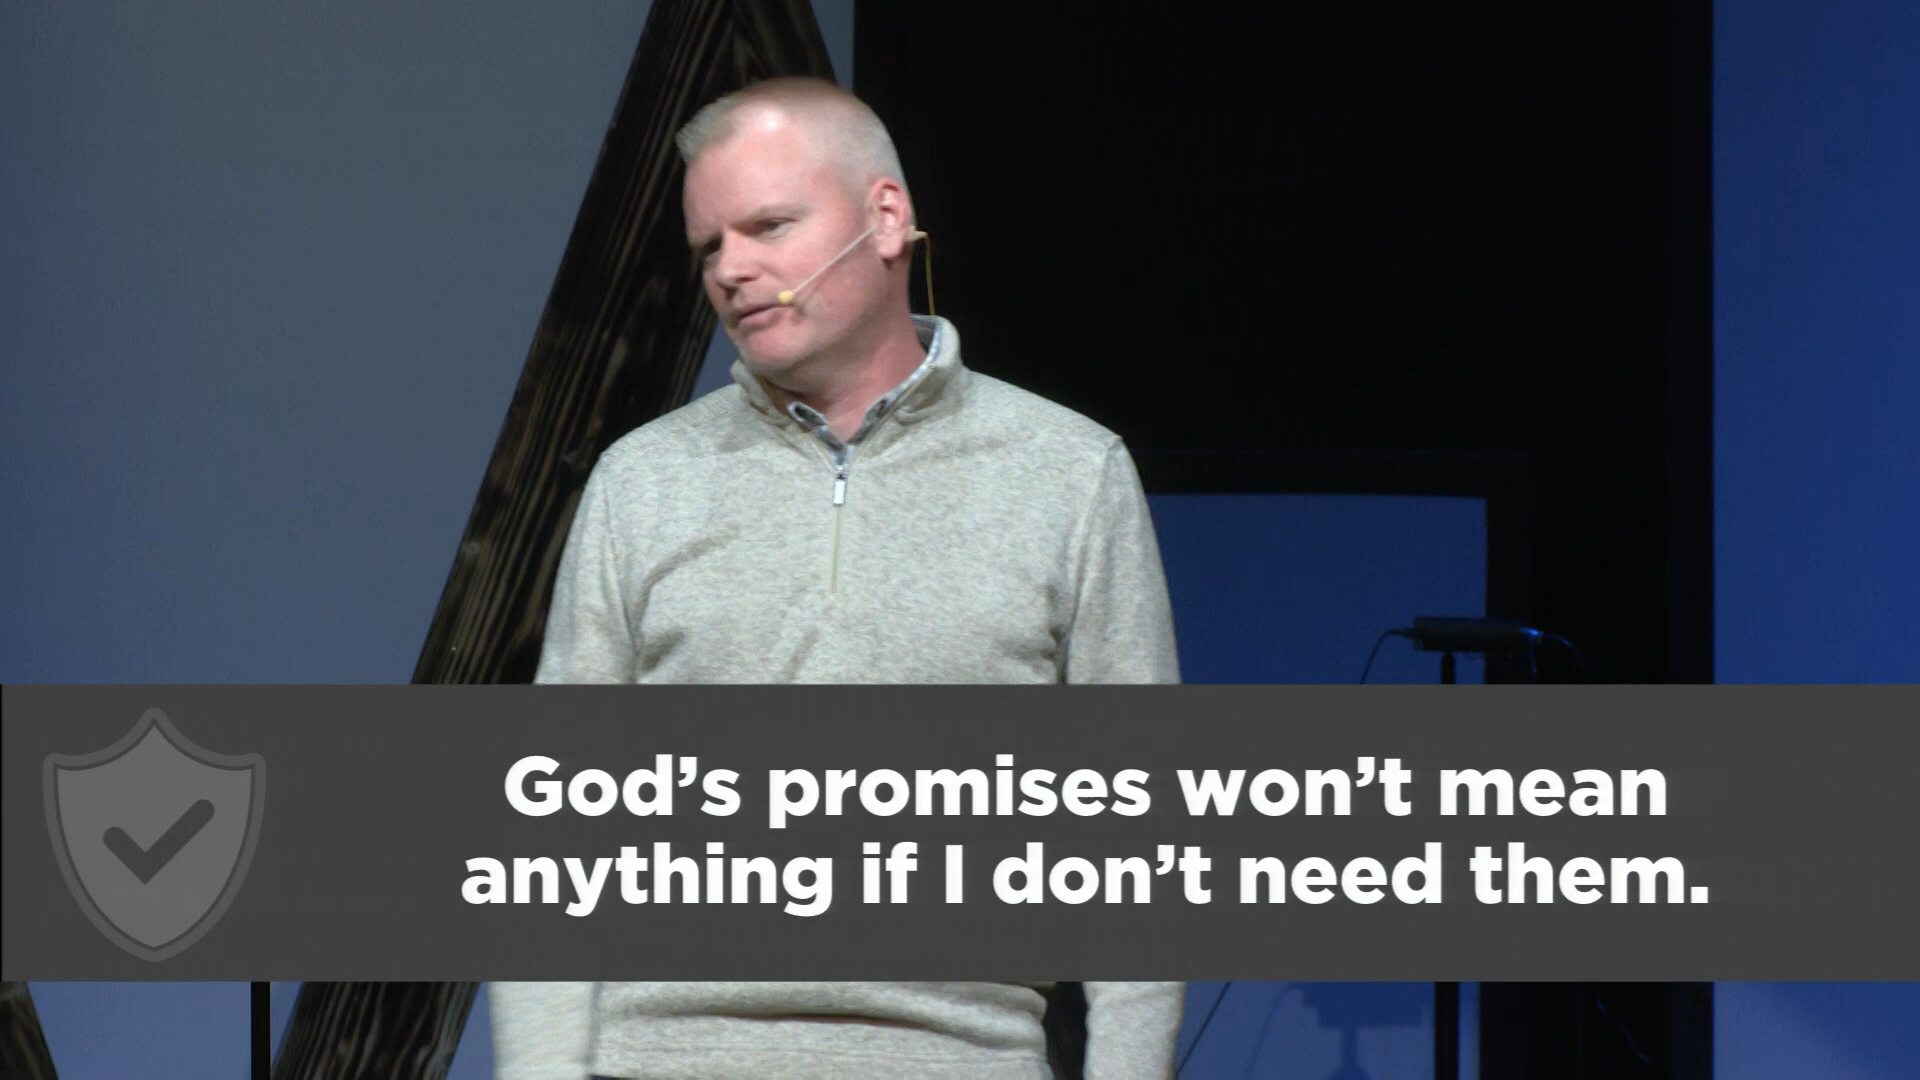 God’s promises won’t mean
anything if I don’t need them.